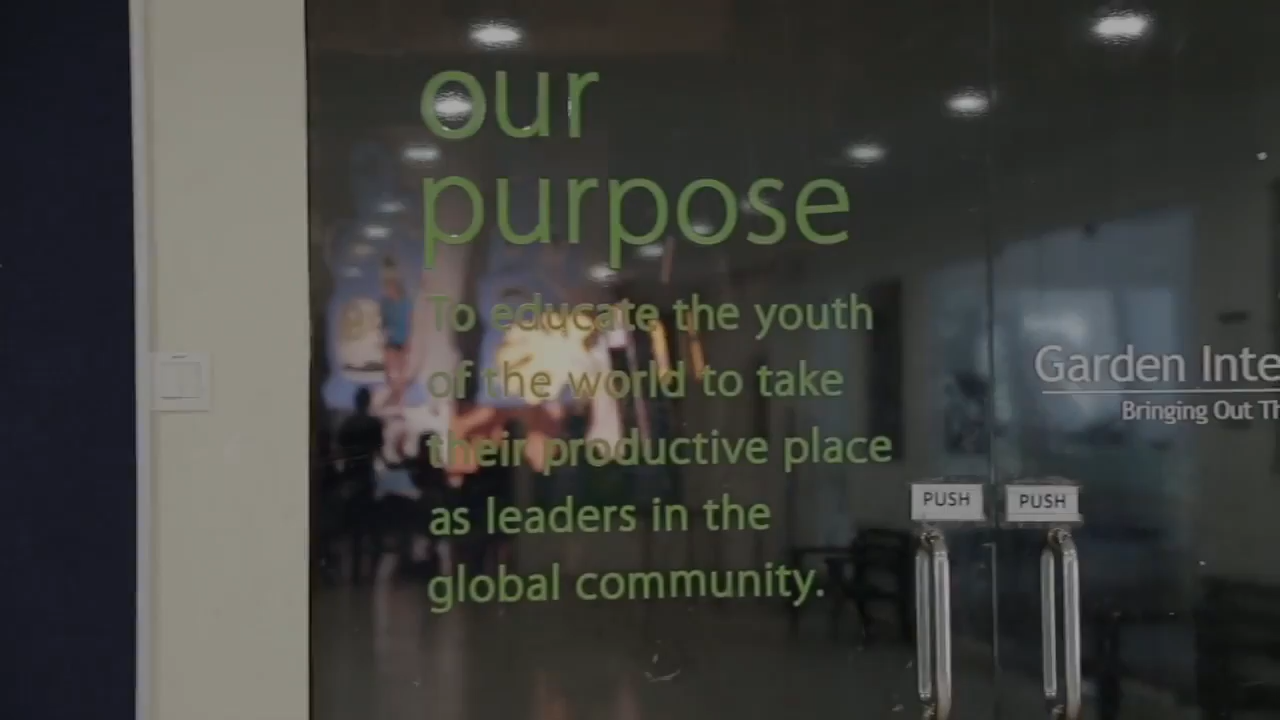 our
purpose
To educate the youth
of the world to take
their productive place
as leaders in the
global community.
Garden Inte
Bringing Out Th
PUSH
PUSH